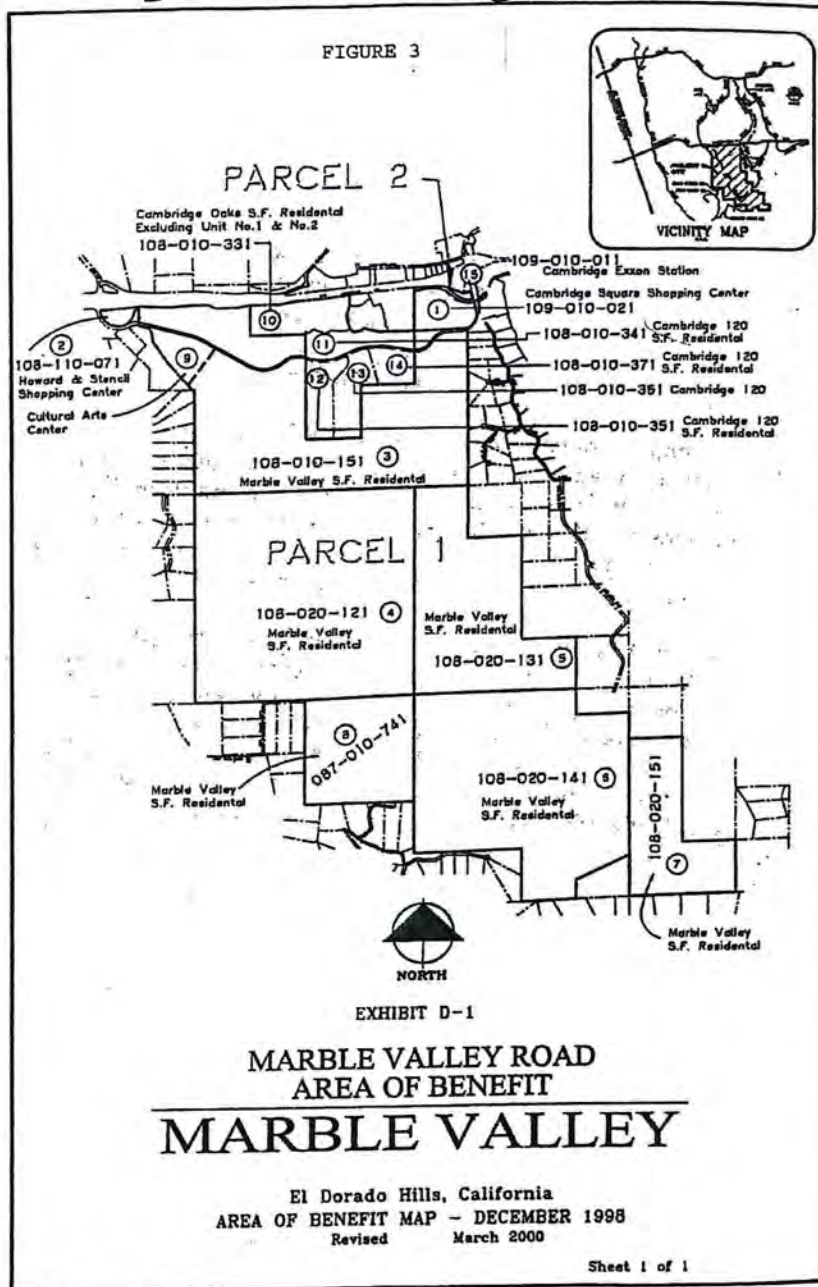 FIGURE 3
VICINITY MAP
PARCEL 2
Cambridge Oaks S.F. Residental
Excluding Unit No.1 & No.2
108-010-331
109-010-011
Cambridge Exxon Station
15
Cambridge Square Shopping Center
109-010-021
1
10
2
108-110-071
Howard & Stencil
Shopping Center
9
Cultural Arts
Center
11
108-010-341 Cambridge 120
S.F. Residental
12
13
14
108-010-371 Cambridge 120
S.F. Residental
108-010-351 Cambridge 120
108-010-351 Cambridge 120
S.F. Residental
108-010-151 3
Marble Valley S.F. Residental
PARCEL 1
108-020-121 4
Marble Valley
S.F. Residental
Marble Valley
S.F. Residental
108-020-131 5
8
087-010-741
Marble Valley
S.F. Residental
108-020-141 6
Marble Valley
S.F. Residental
108-020-151
7
Marble Valley
S.F. Residental
NORTH
EXHIBIT D-1
MARBLE VALLEY ROAD
AREA OF BENEFIT
MARBLE VALLEY
El Dorado Hills, California
AREA OF BENEFIT MAP - DECEMBER 1998
Revised March 2000
Sheet 1 of 1